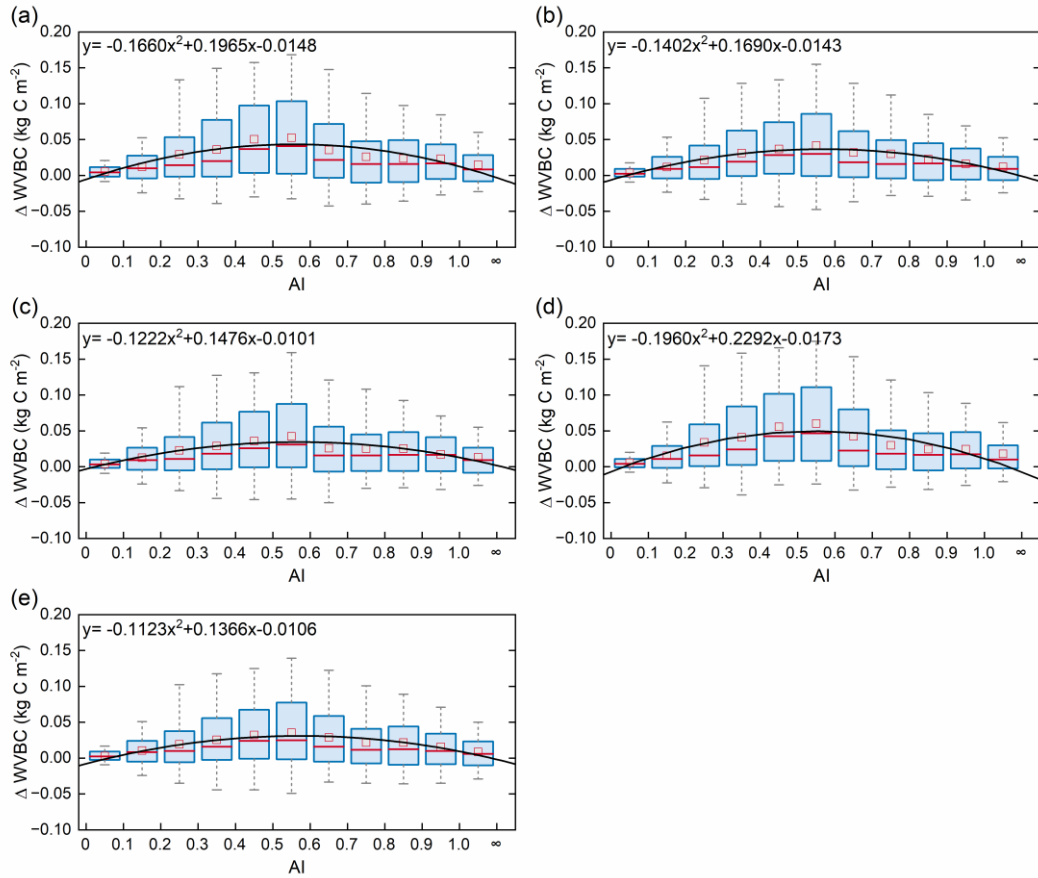 (a)
y= -0.1660x²+0.1965x-0.0148
0.20
0.15
0.10
0.05
0.00
−0.05
−0.10
Δ WVBC (kg C m⁻²)
0 0.1 0.2 0.3 0.4 0.5 0.6 0.7 0.8 0.9 1.0 ∞
AI
(b)
y= -0.1402x²+0.1690x-0.0143
0.20
0.15
0.10
0.05
0.00
−0.05
−0.10
Δ WVBC (kg C m⁻²)
0 0.1 0.2 0.3 0.4 0.5 0.6 0.7 0.8 0.9 1.0 ∞
AI
(c)
y= -0.1222x²+0.1476x-0.0101
0.20
0.15
0.10
0.05
0.00
−0.05
−0.10
Δ WVBC (kg C m⁻²)
0 0.1 0.2 0.3 0.4 0.5 0.6 0.7 0.8 0.9 1.0 ∞
AI
(d)
y= -0.1960x²+0.2292x-0.0173
0.20
0.15
0.10
0.05
0.00
−0.05
−0.10
Δ WVBC (kg C m⁻²)
0 0.1 0.2 0.3 0.4 0.5 0.6 0.7 0.8 0.9 1.0 ∞
AI
(e)
y= -0.1123x²+0.1366x-0.0106
0.20
0.15
0.10
0.05
0.00
−0.05
−0.10
Δ WVBC (kg C m⁻²)
0 0.1 0.2 0.3 0.4 0.5 0.6 0.7 0.8 0.9 1.0 ∞
AI